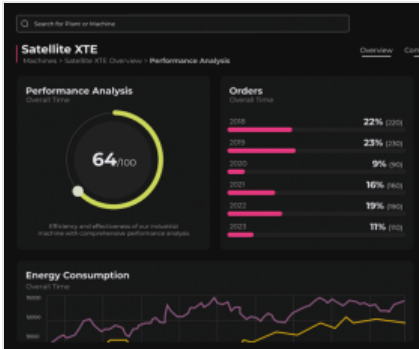 Search for Plant or Machine
Satellite XTE
Overview
Com
Machines > Satellite XTE Overview > Performance Analysis
Performance Analysis
Overall Time
64/100
Efficiency and effectiveness of our industrial
machine with comprehensive performance analysis
Orders
Overall Time
2018 22% (220)
2019 23% (230)
2020 9% (90)
2021 16% (160)
2022 19% (190)
2023 11% (110)
Energy Consumption
Overall Time